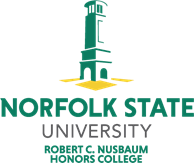 NORFOLK STATE
UNIVERSITY
ROBERT C. NUSBAUM
HONORS COLLEGE